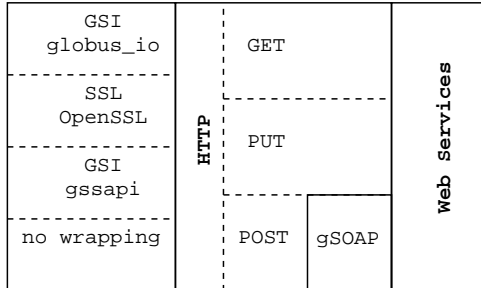 GSI
globus_io
SSL
OpenSSL
GSI
gssapi
no wrapping
HTTP
GET
PUT
POST
gSOAP
Web Services